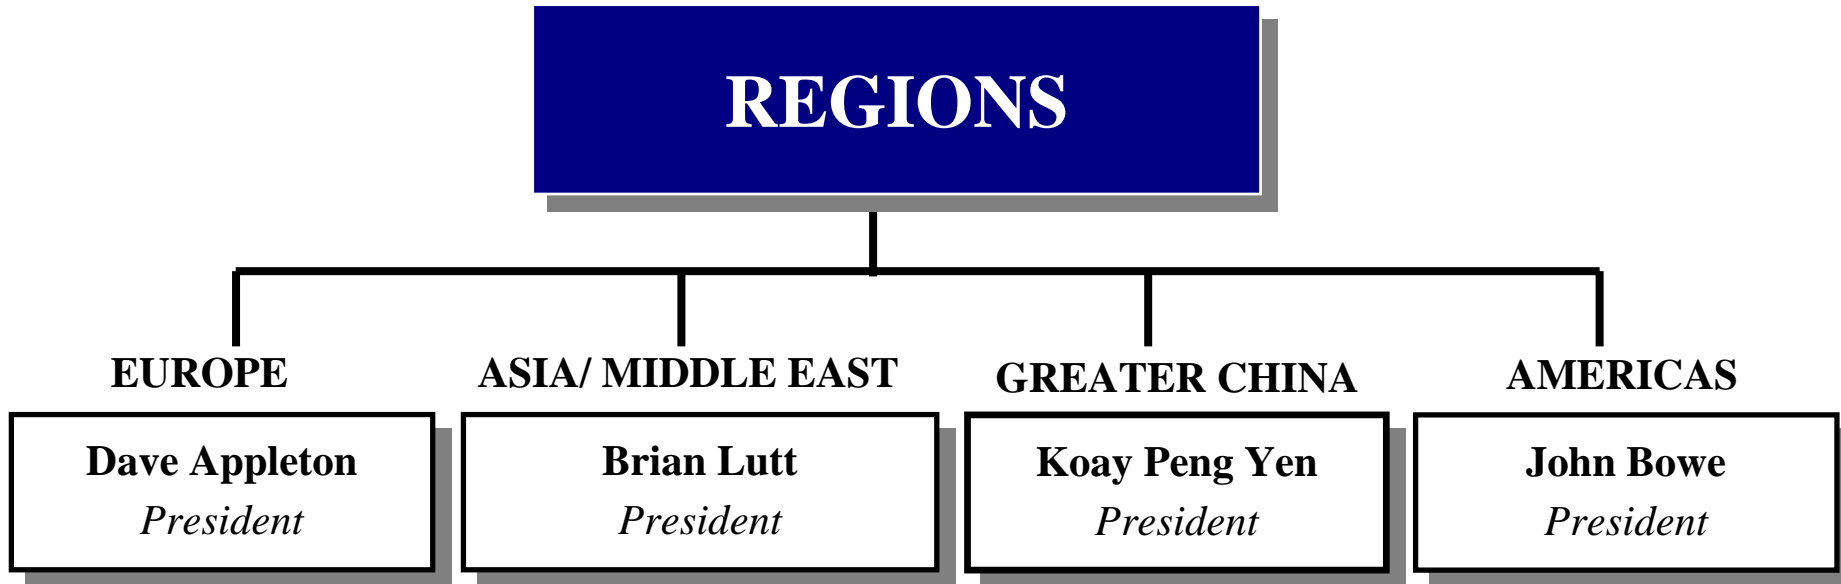 REGIONS
EUROPE
Dave Appleton
President
ASIA/ MIDDLE EAST
Brian Lutt
President
GREATER CHINA
Koay Peng Yen
President
AMERICAS
John Bowe
President